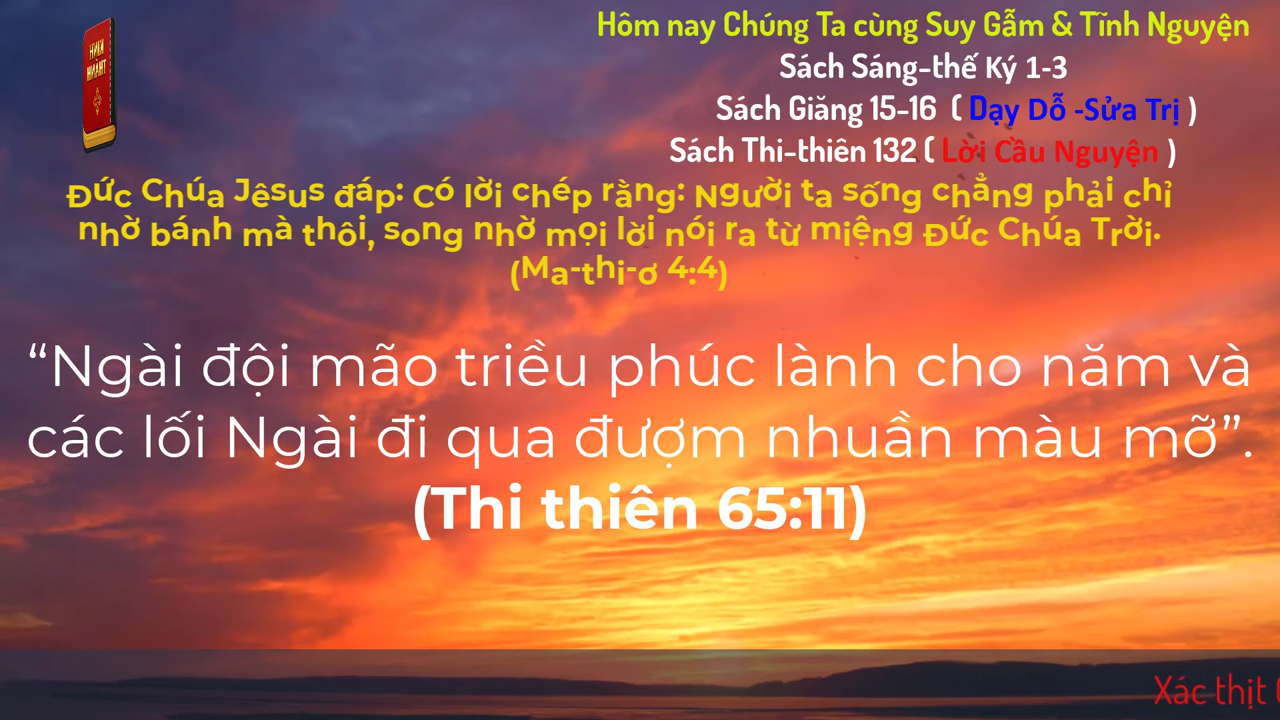 Hôm nay Chúng Ta cùng Suy Gẫm & Tĩnh Nguyện
Sách Sáng-thế Ký 1-3
Sách Giăng 15-16 ( Dạy Dỗ -Sửa Trị )
Sách Thi-thiên 132 ( Lời Cầu Nguyện )
KINH
THÁNH
Đức Chúa Jêsus đáp: Có lời chép rằng: Người ta sống chẳng phải chỉ
nhờ bánh mà thôi, song nhờ mọi lời nói ra từ miệng Đức Chúa Trời.
(Ma-thi-ơ 4:4)
“Ngài đội mão triều phúc lành cho năm và
các lối Ngài đi qua đượm nhuần màu mỡ”.
(Thi thiên 65:11)
Xác thịt